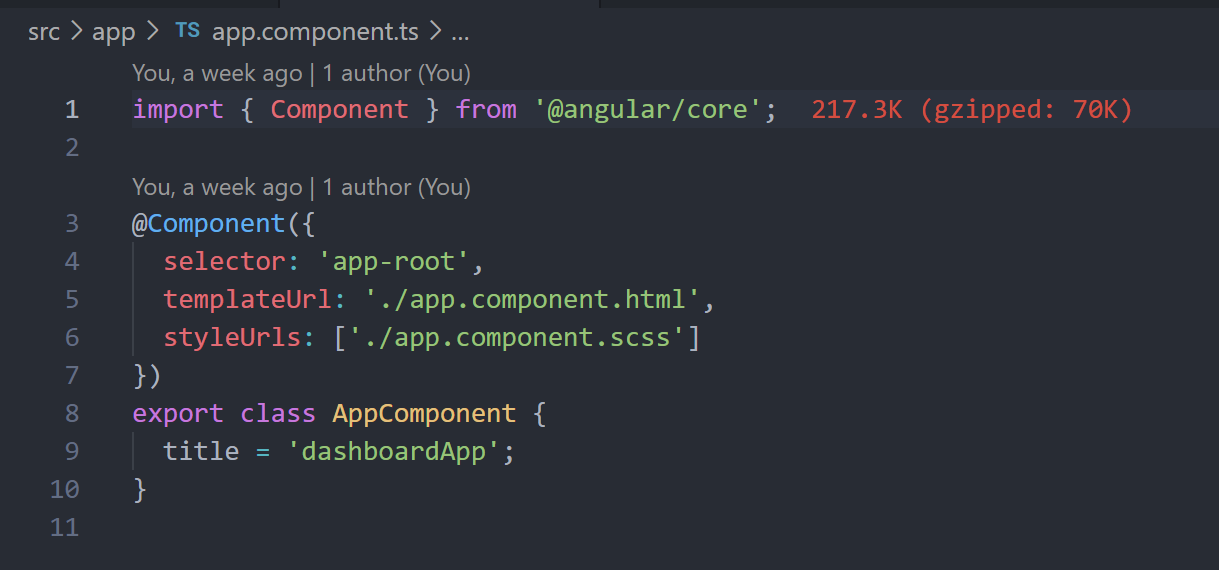 src > app > TS app.component.ts > ...
You, a week ago | 1 author (You)
1 import { Component } from '@angular/core'; 217.3K (gzipped: 70K)
2
You, a week ago | 1 author (You)
3 @Component({
4   selector: 'app-root',
5   templateUrl: './app.component.html',
6   styleUrls: ['./app.component.scss']
7 })
8 export class AppComponent {
9   title = 'dashboardApp';
10 }
11